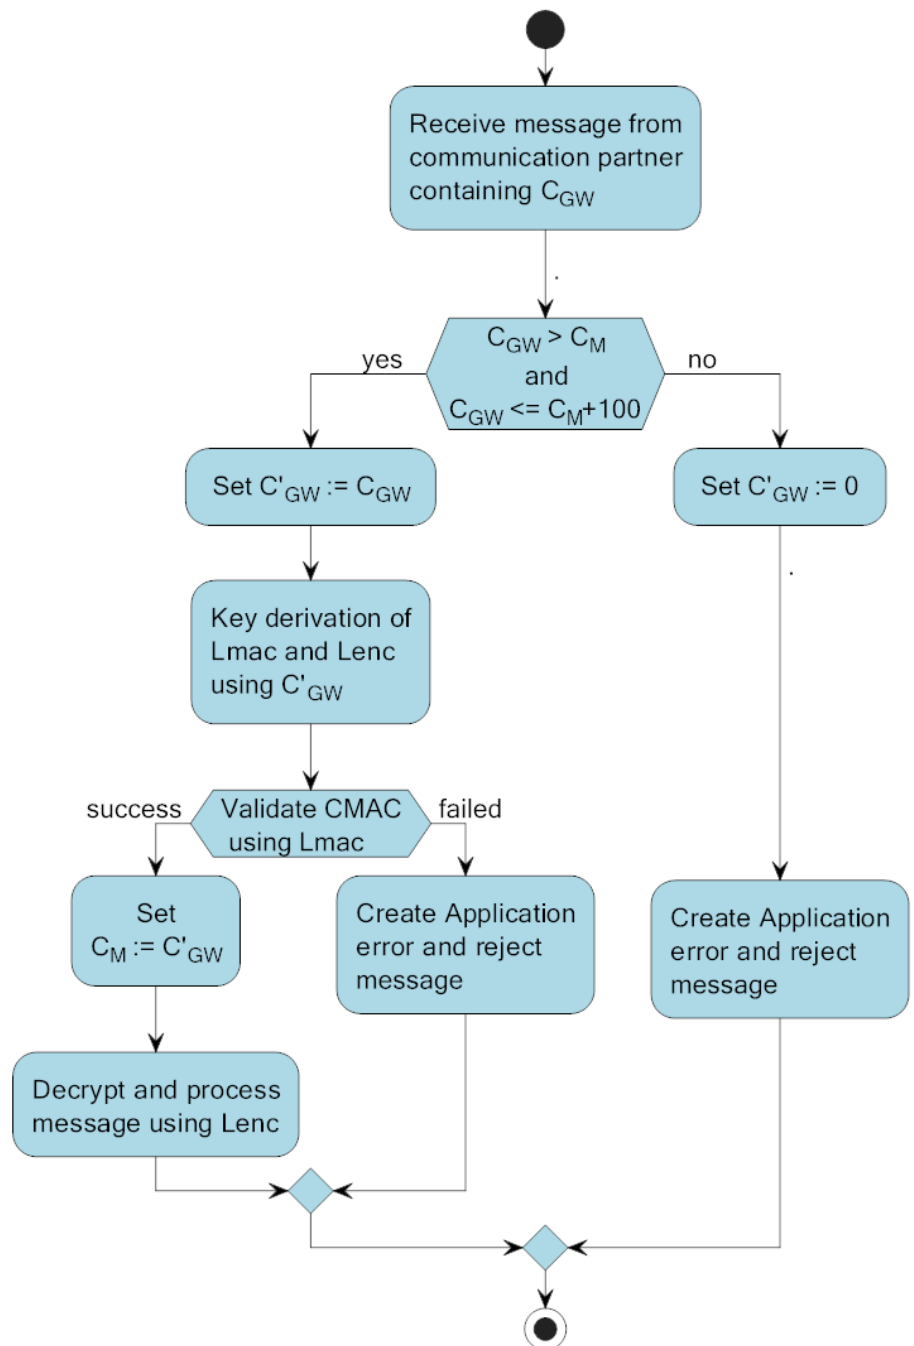 Receive message from
communication partner
containing C_GW
.
C_GW > C_M
and
C_GW <= C_M+100
yes
no
Set C'_GW := C_GW
Set C'_GW := 0
.
Key derivation of
Lmac and Lenc
using C'_GW
success
Validate CMAC
using Lmac
failed
Set
C_M := C'_GW
Create Application
error and reject
message
Create Application
error and reject
message
Decrypt and process
message using Lenc